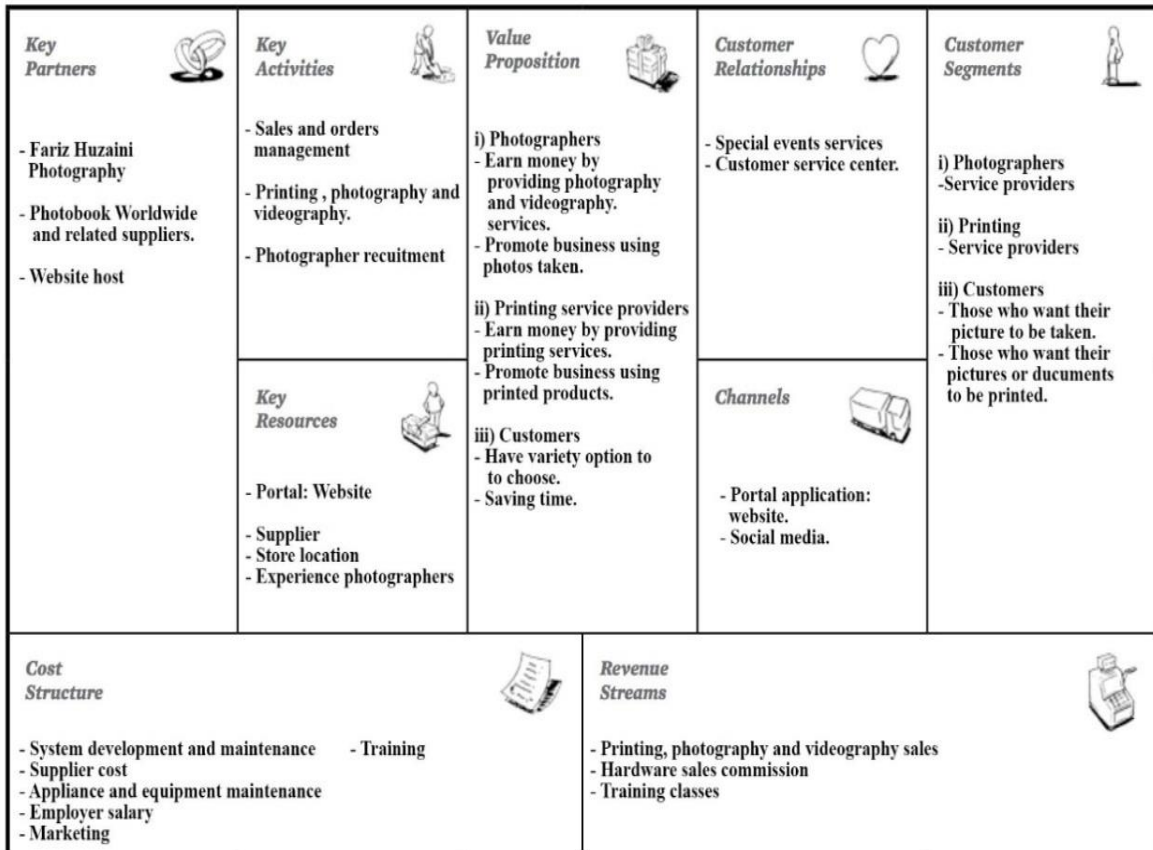 Key
Partners
- Fariz Huzaini
Photography
- Photobook Worldwide
and related suppliers.
- Website host
Key
Activities
- Sales and orders
management
- Printing , photography and
videography.
- Photographer recuitment
Key
Resources
- Portal: Website
- Supplier
- Store location
- Experience photographers
Value
Proposition
i) Photographers
- Earn money by
providing photography
and videography.
services.
- Promote business using
photos taken.
ii) Printing service providers
- Earn money by providing
printing services.
- Promote business using
printed products.
iii) Customers
- Have variety option to
to choose.
- Saving time.
Customer
Relationships
- Special events services
- Customer service center.
Channels
- Portal application:
website.
- Social media.
Customer
Segments
i) Photographers
-Service providers
ii) Printing
- Service providers
iii) Customers
- Those who want their
picture to be taken.
- Those who want their
pictures or ducuments
to be printed.
Cost
Structure
- System development and maintenance - Training
- Supplier cost
- Appliance and equipment maintenance
- Employer salary
- Marketing
Revenue
Streams
- Printing, photography and videography sales
- Hardware sales commission
- Training classes